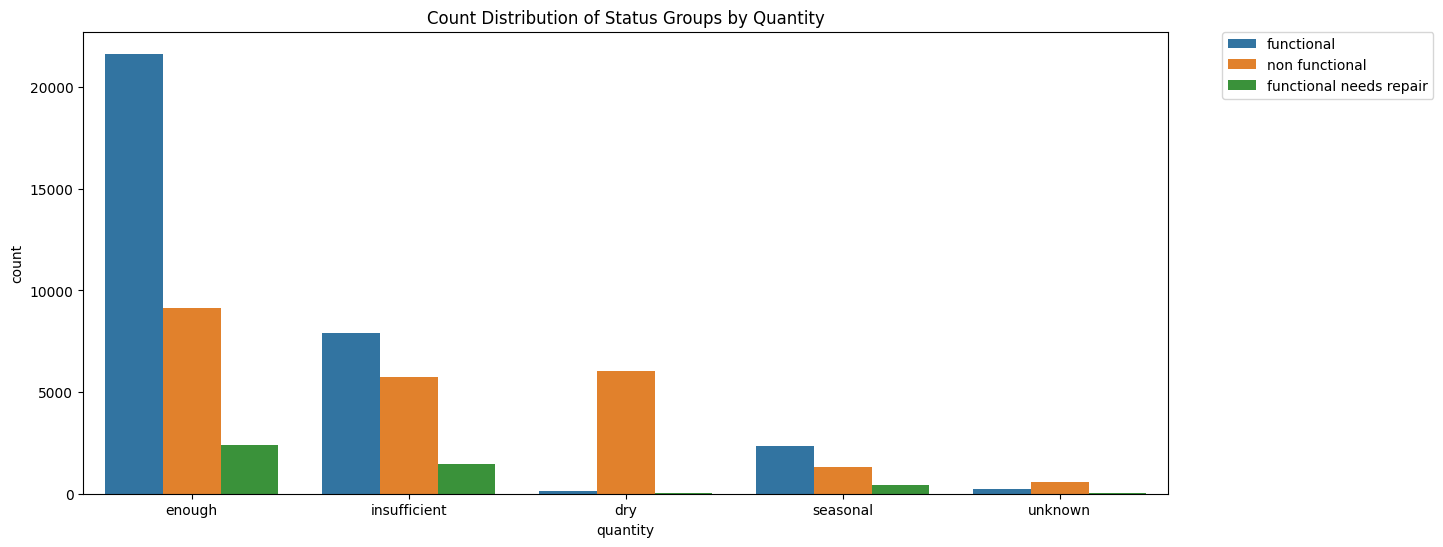 Count Distribution of Status Groups by Quantity
functional
non functional
functional needs repair
count
20000
15000
10000
5000
0
enough insufficient dry seasonal unknown
quantity